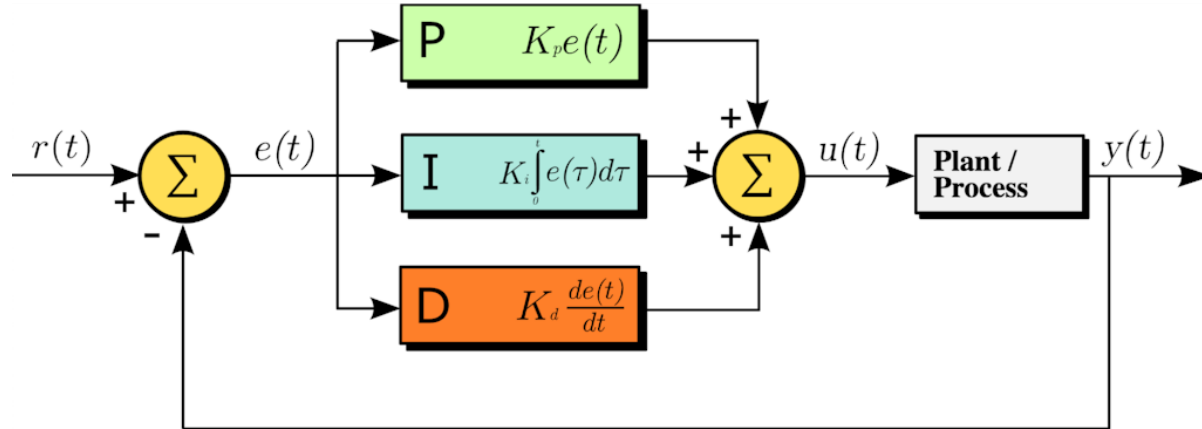 P K_p e(t)
r(t)
Σ
e(t)
I K_i ∫_0^t e(τ)dτ
Σ
u(t)
Plant /
Process
y(t)
+
-
+
+
+
D K_d de(t)/dt